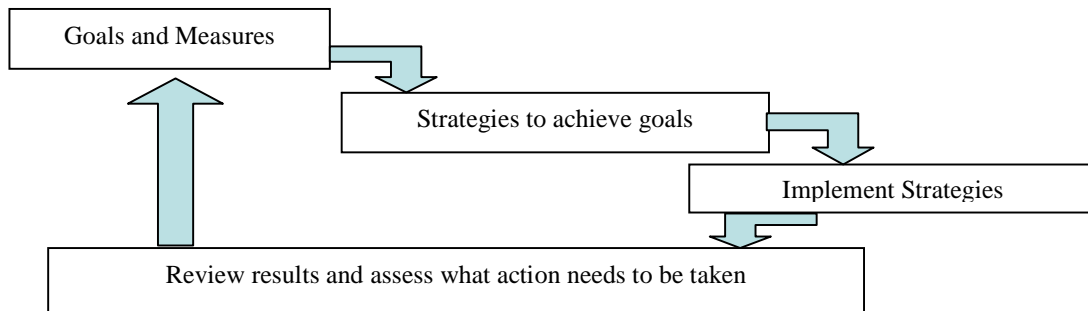 Goals and Measures
Strategies to achieve goals
Implement Strategies
Review results and assess what action needs to be taken